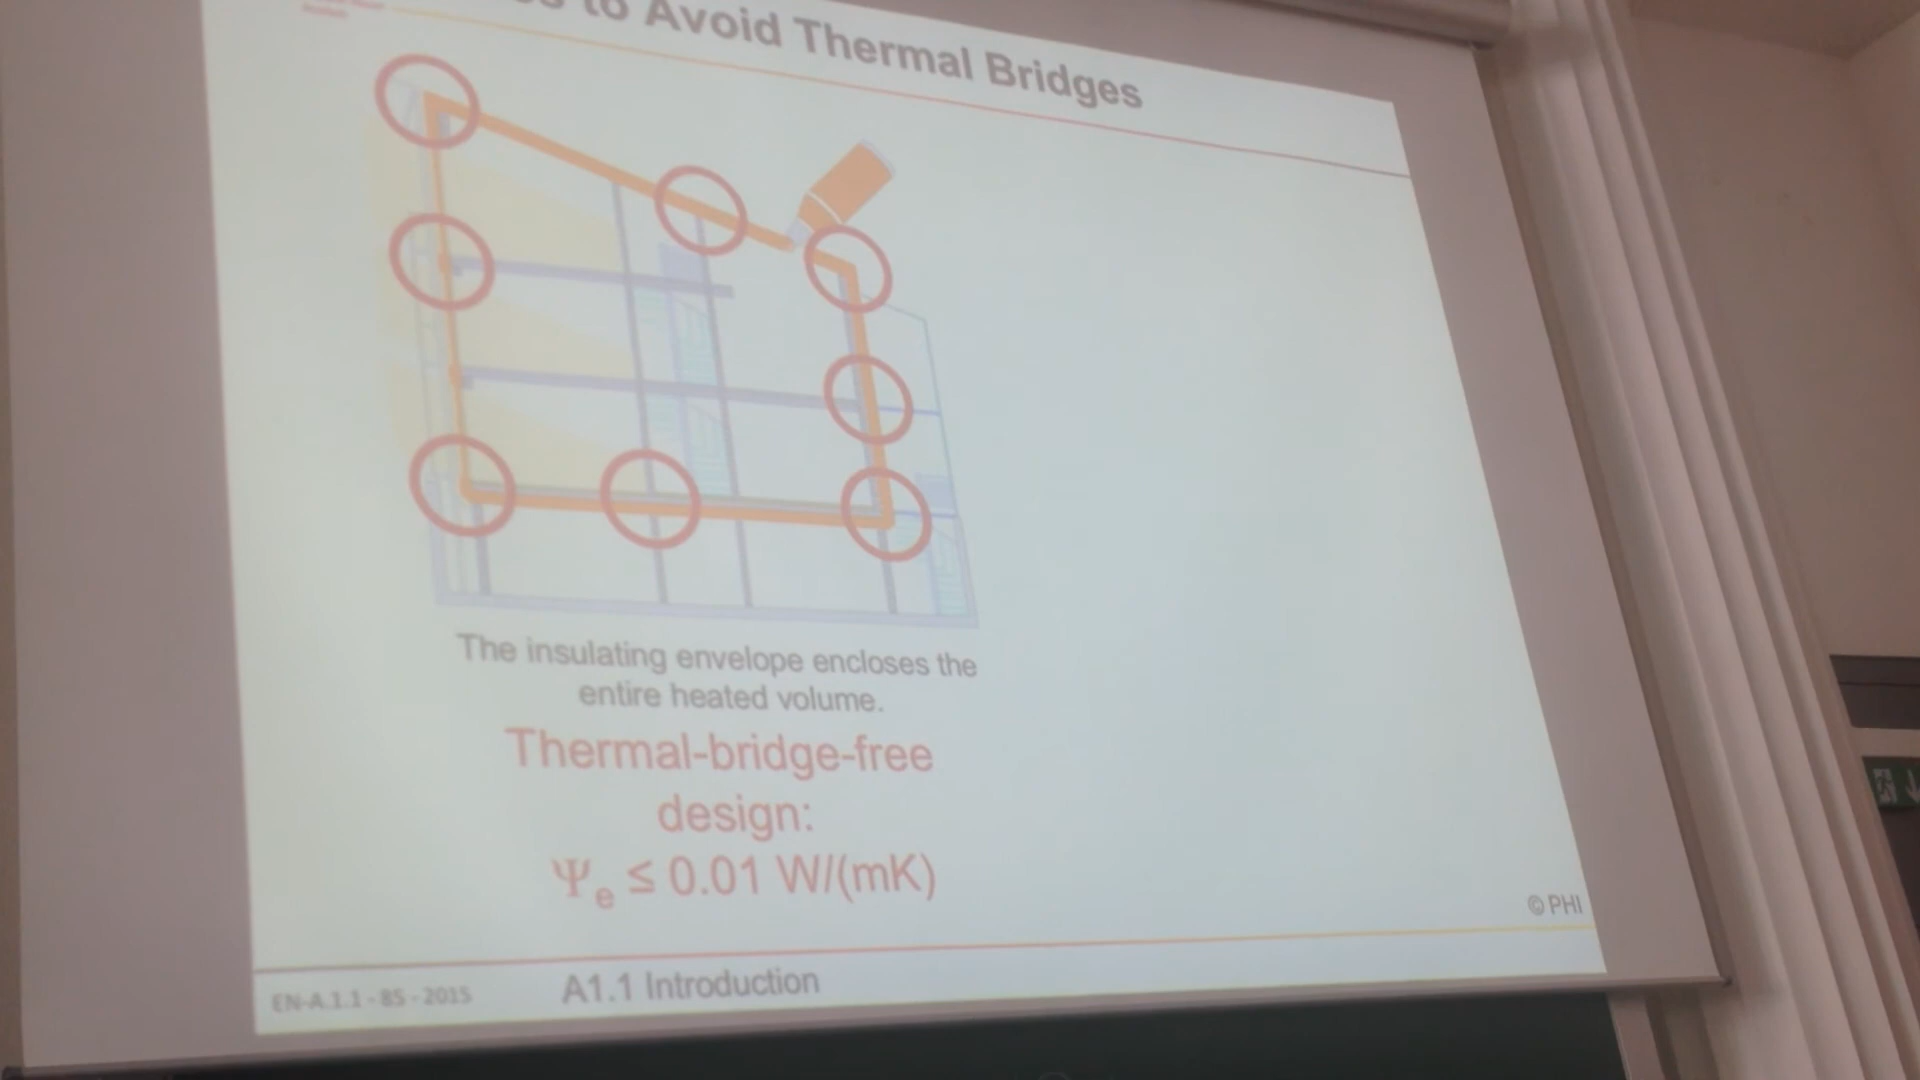 to Avoid Thermal Bridges
The insulating envelope encloses the
entire heated volume.
Thermal-bridge-free
design:
Ψe ≤ 0.01 W/(mK)
© PHI
EN-A.1.1 - 85 - 2015
A1.1 Introduction